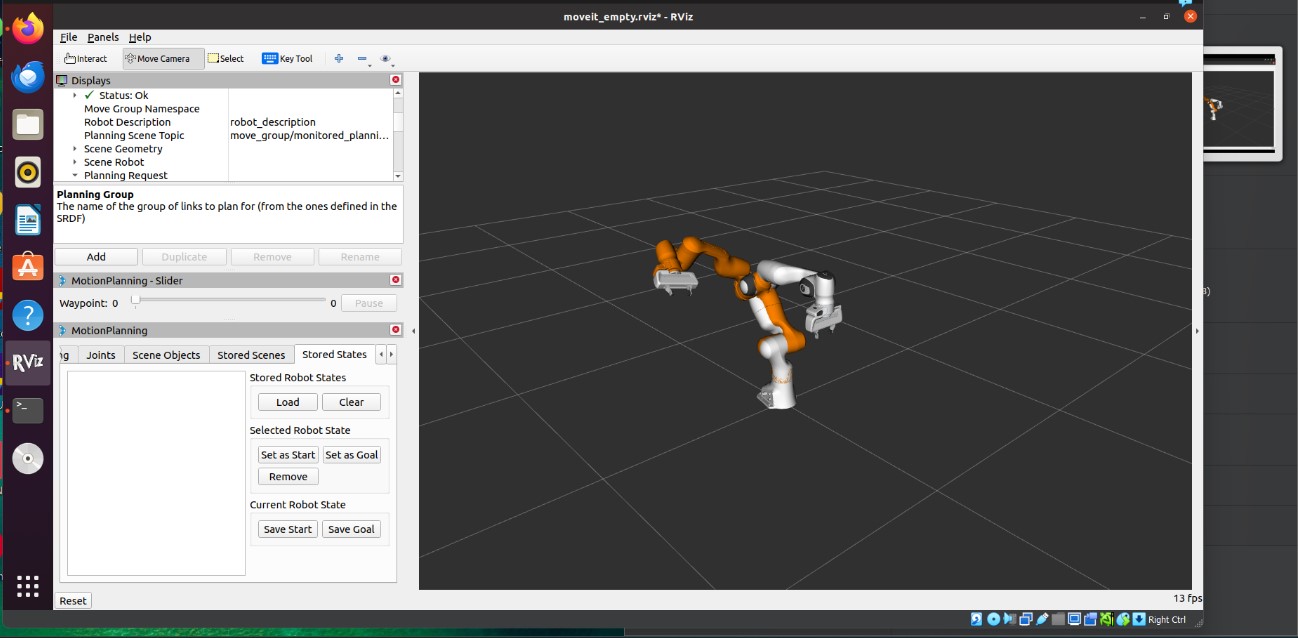 moveit_empty.rviz* - RViz
File Panels Help
Interact Move Camera Select Key Tool
Displays
Status: Ok
Move Group Namespace
Robot Description robot_description
Planning Scene Topic move_group/monitored_planni...
Scene Geometry
Scene Robot
Planning Request
Planning Group
The name of the group of links to plan for (from the ones defined in the
SRDF)
Add Duplicate Remove Rename
MotionPlanning - Slider
Waypoint: 0 0 Pause
MotionPlanning
ng Joints Scene Objects Stored Scenes Stored States
Stored Robot States
Load Clear
Selected Robot State
Set as Start Set as Goal
Remove
Current Robot State
Save Start Save Goal
RViz
Reset
13 fps
Right Ctrl